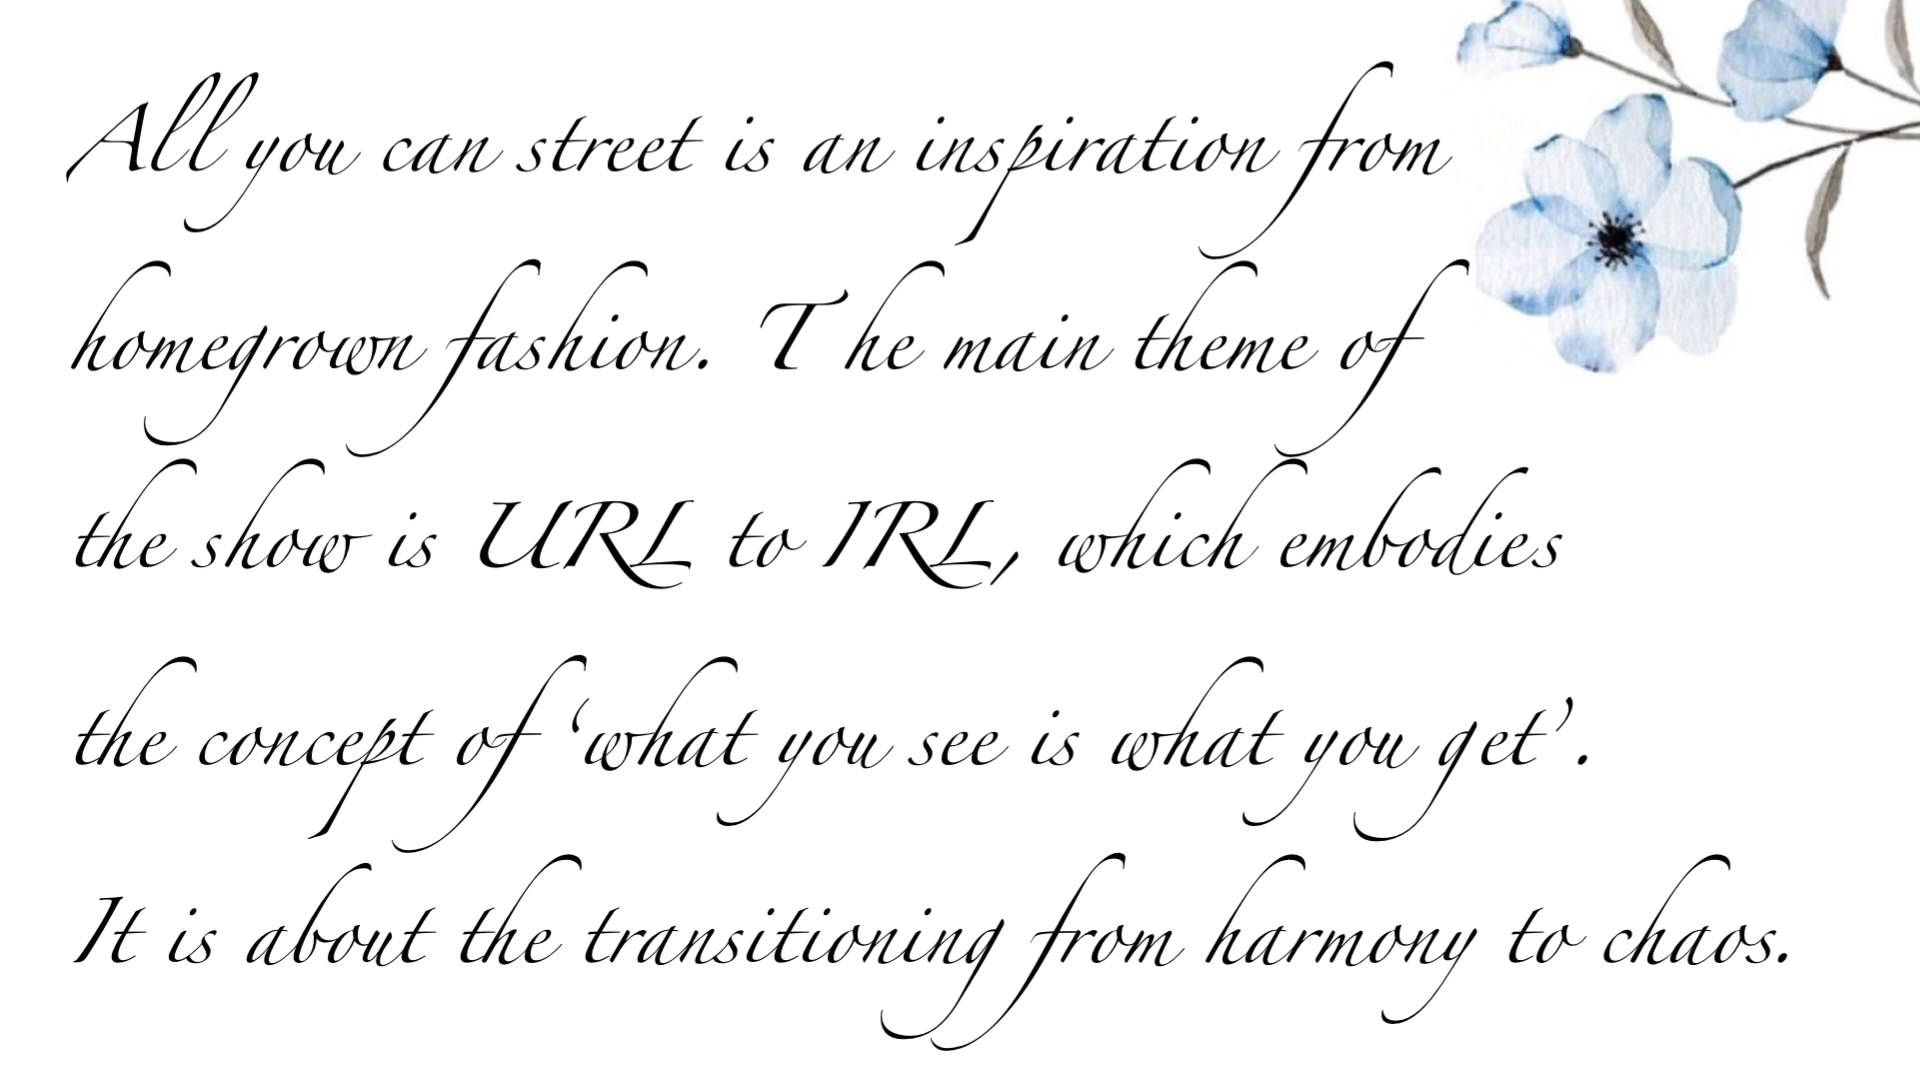 All you can street is an inspiration from
homegrown fashion. The main theme of
the show is URL to IRL, which embodies
the concept of ‘what you see is what you get’.
It is about the transitioning from harmony to chaos.